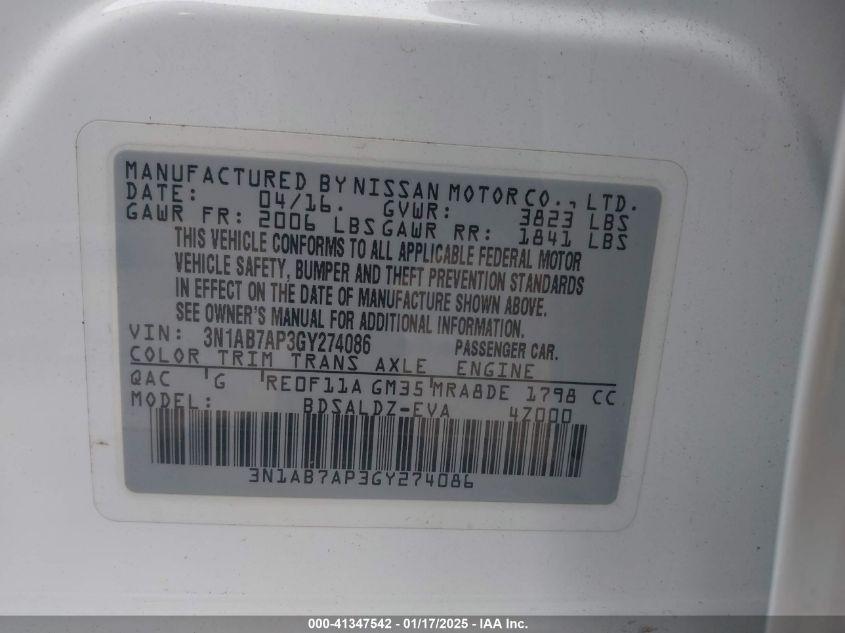 MANUFACTURED BY NISSAN MOTOR CO., LTD.
DATE: 04/16. GVWR: 3823 LBS
GAWR FR: 2006 LBS GAWR RR: 1841 LBS
THIS VEHICLE CONFORMS TO ALL APPLICABLE FEDERAL MOTOR
VEHICLE SAFETY, BUMPER AND THEFT PREVENTION STANDARDS
IN EFFECT ON THE DATE OF MANUFACTURE SHOWN ABOVE.
SEE OWNER'S MANUAL FOR ADDITIONAL INFORMATION.
VIN: 3N1AB7AP3GY274086 PASSENGER CAR.
COLOR TRIM TRANS AXLE ENGINE
QAC G RE0F11A GM35 MRA8DE 1798 CC
MODEL: BDSALDZ-EVA 4Z000
3N1AB7AP3GY274086
000-41347542 - 01/17/2025 - IAA Inc.